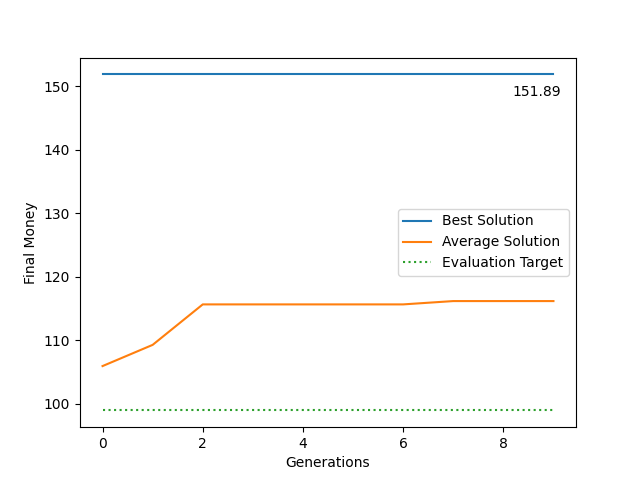 150
140
130
120
110
100
Final Money
151.89
Best Solution
Average Solution
Evaluation Target
0 2 4 6 8
Generations